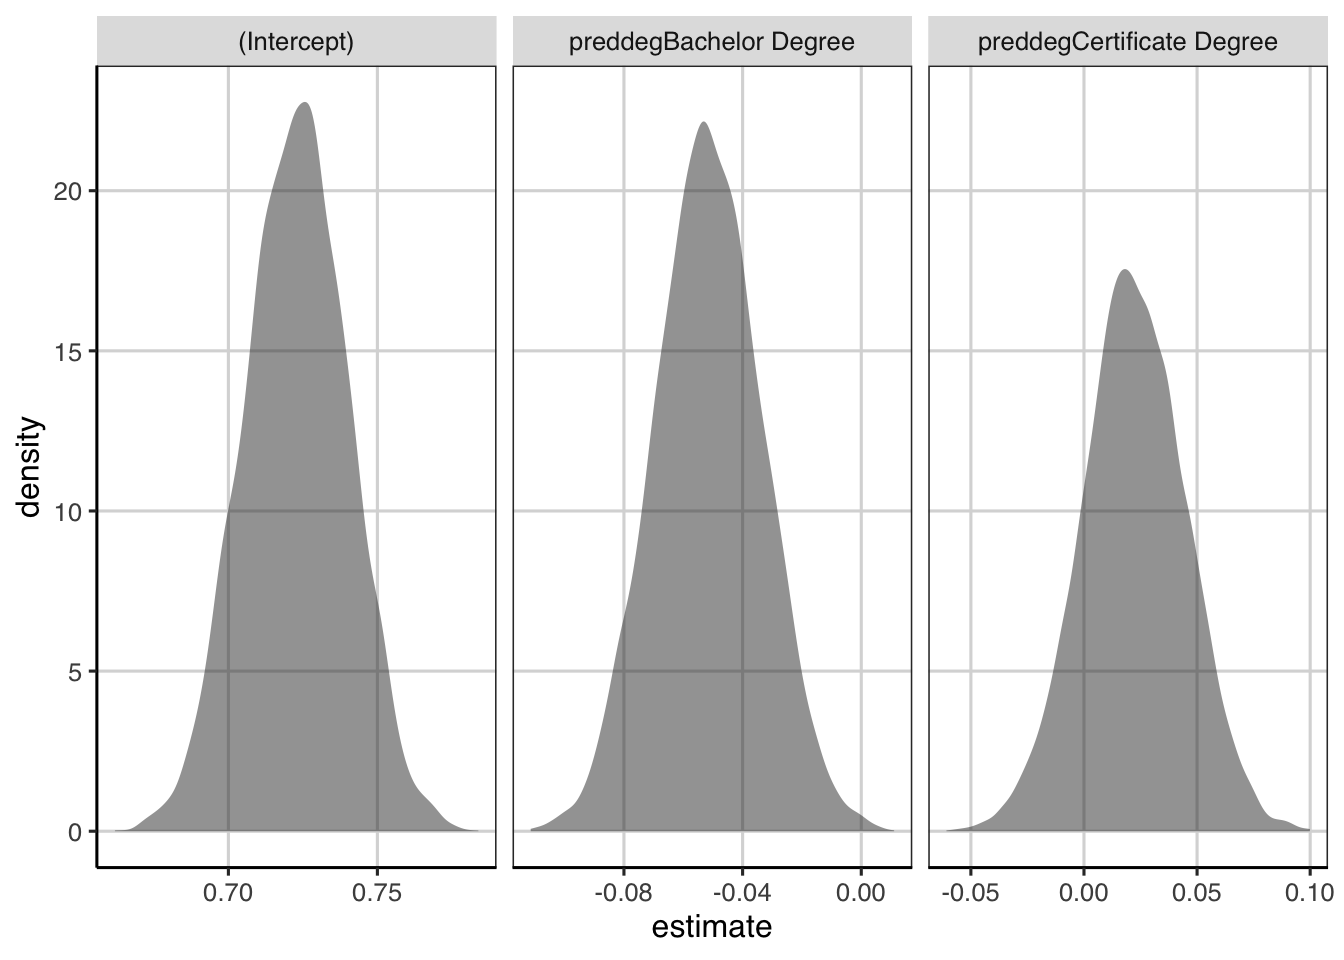 (Intercept)
preddegBachelor Degree
preddegCertificate Degree
density
20
15
10
5
0
0.70 0.75
-0.08 -0.04 0.00
-0.05 0.00 0.05 0.10
estimate